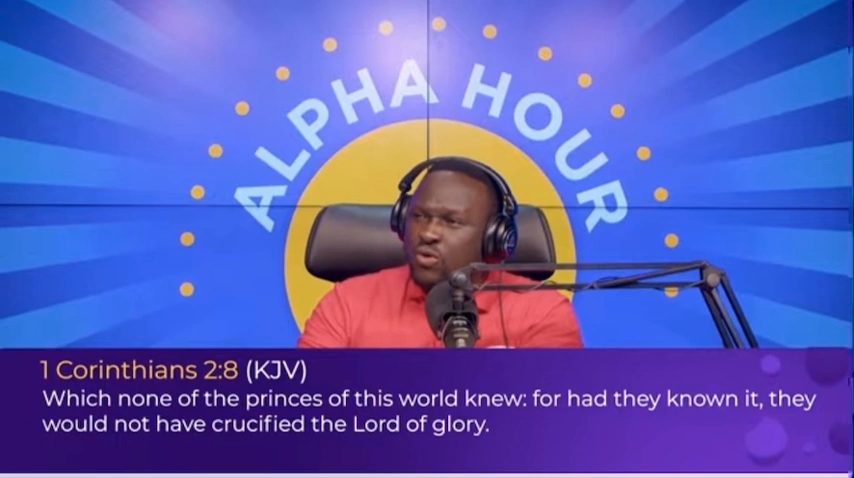 ALPHA HOUR
1 Corinthians 2:8 (KJV)
Which none of the princes of this world knew: for had they known it, they
would not have crucified the Lord of glory.